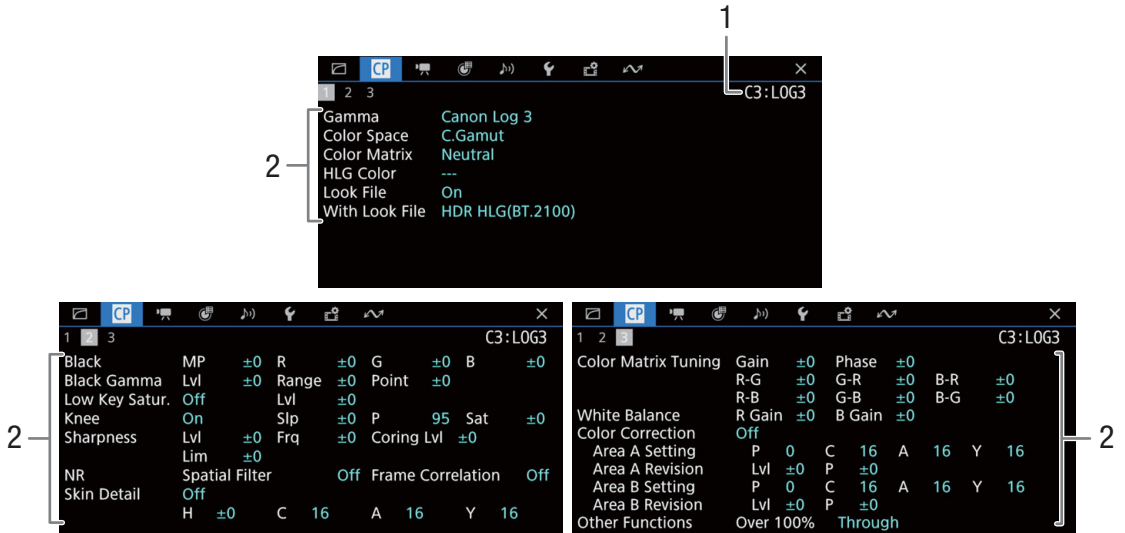 1
CP
1 2 3 C3:LOG3
2
Gamma Canon Log 3
Color Space C.Gamut
Color Matrix Neutral
HLG Color ---
Look File On
With Look File HDR HLG(BT.2100)
CP
1 2 3 C3:LOG3
2
Black MP ±0 R ±0 G ±0 B ±0
Black Gamma Lvl ±0 Range ±0 Point ±0
Low Key Satur. Off Lvl ±0
Knee On Slp ±0 P 95 Sat ±0
Sharpness Lvl ±0 Frq ±0 Coring Lvl ±0
Lim ±0
NR Spatial Filter Off Frame Correlation Off
Skin Detail Off
H ±0 C 16 A 16 Y 16
CP
1 2 3 C3:LOG3
Color Matrix Tuning Gain ±0 Phase ±0
R-G ±0 G-R ±0 B-R ±0
R-B ±0 G-B ±0 B-G ±0
White Balance R Gain ±0 B Gain ±0
Color Correction Off
Area A Setting P 0 C 16 A 16 Y 16
Area A Revision Lvl ±0 P ±0
Area B Setting P 0 C 16 A 16 Y 16
Area B Revision Lvl ±0 P ±0
Other Functions Over 100% Through
2